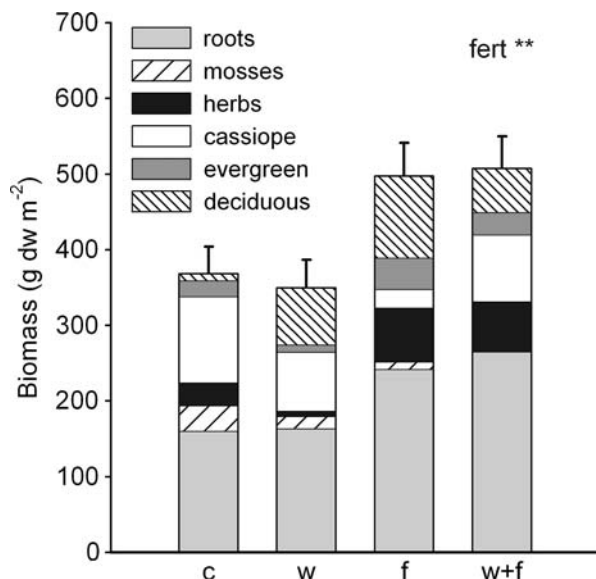 700
600
500
400
300
200
100
0
Biomass (g dw m⁻²)
roots
mosses
herbs
cassiope
evergreen
deciduous
fert **
c w f w+f